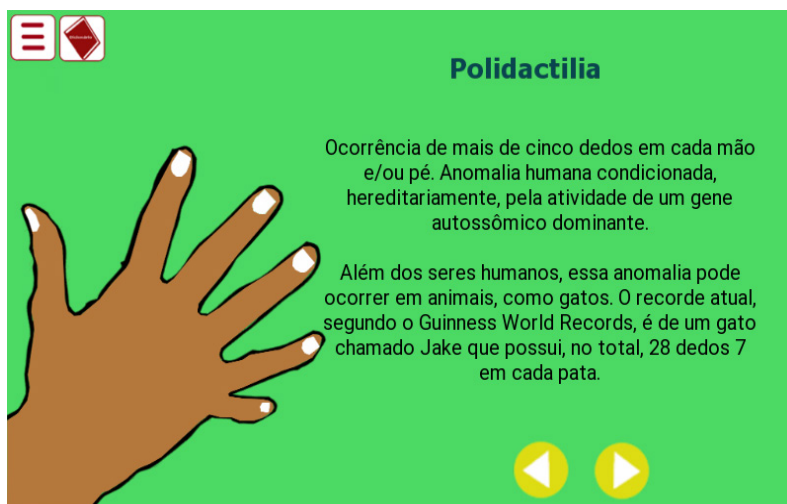 Polidactilia
Ocorrência de mais de cinco dedos em cada mão
e/ou pé. Anomalia humana condicionada,
hereditariamente, pela atividade de um gene
autossômico dominante.
Além dos seres humanos, essa anomalia pode
ocorrer em animais, como gatos. O recorde atual,
segundo o Guinness World Records, é de um gato
chamado Jake que possui, no total, 28 dedos 7
em cada pata.